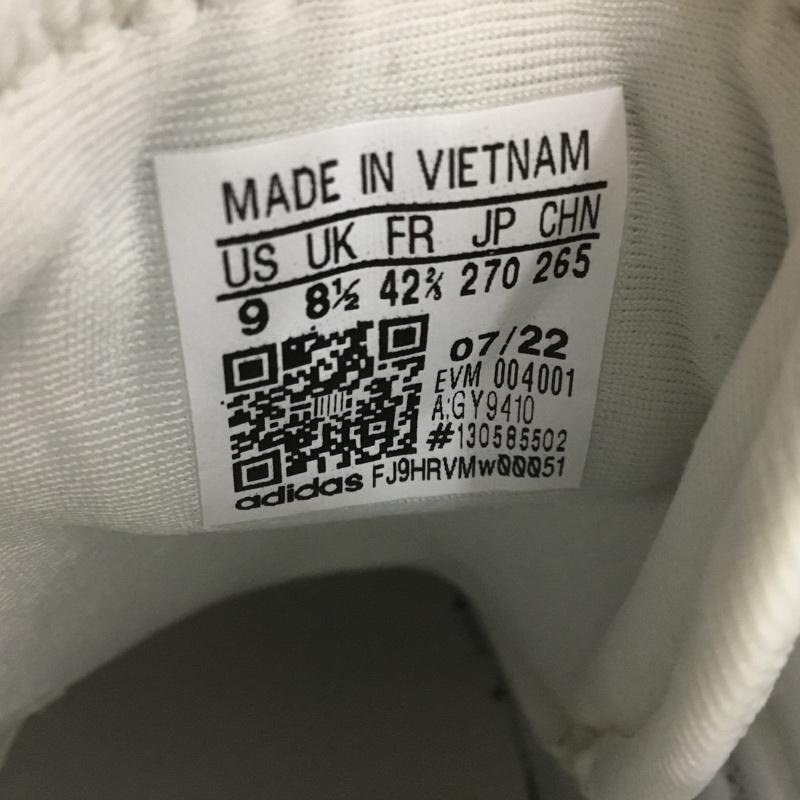 MADE IN VIETNAM
US UK FR JP CHN
9 8½ 42⅔ 270 265
07/22
EVM 004001
A:GY9410
#130585502
adidas FJ9HRVMwQQQ51